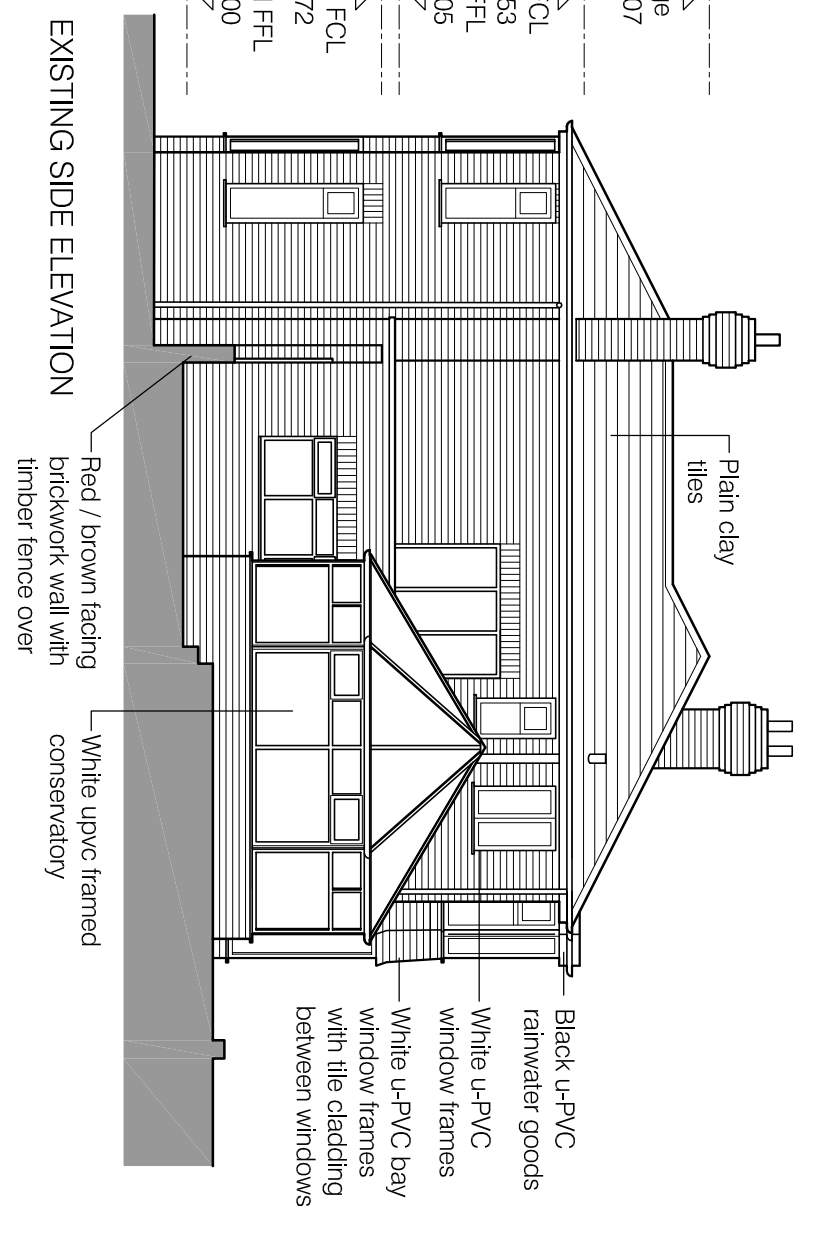 ge
07
FCL
53
FFL
05
FCL
72
FFL
00
Plain clay
tiles
Black u-PVC
rainwater goods
White u-PVC
window frames
White u-PVC bay
window frames
with tile cladding
between windows
Red / brown facing
brickwork wall with
timber fence over
White upvc framed
conservatory
EXISTING SIDE ELEVATION